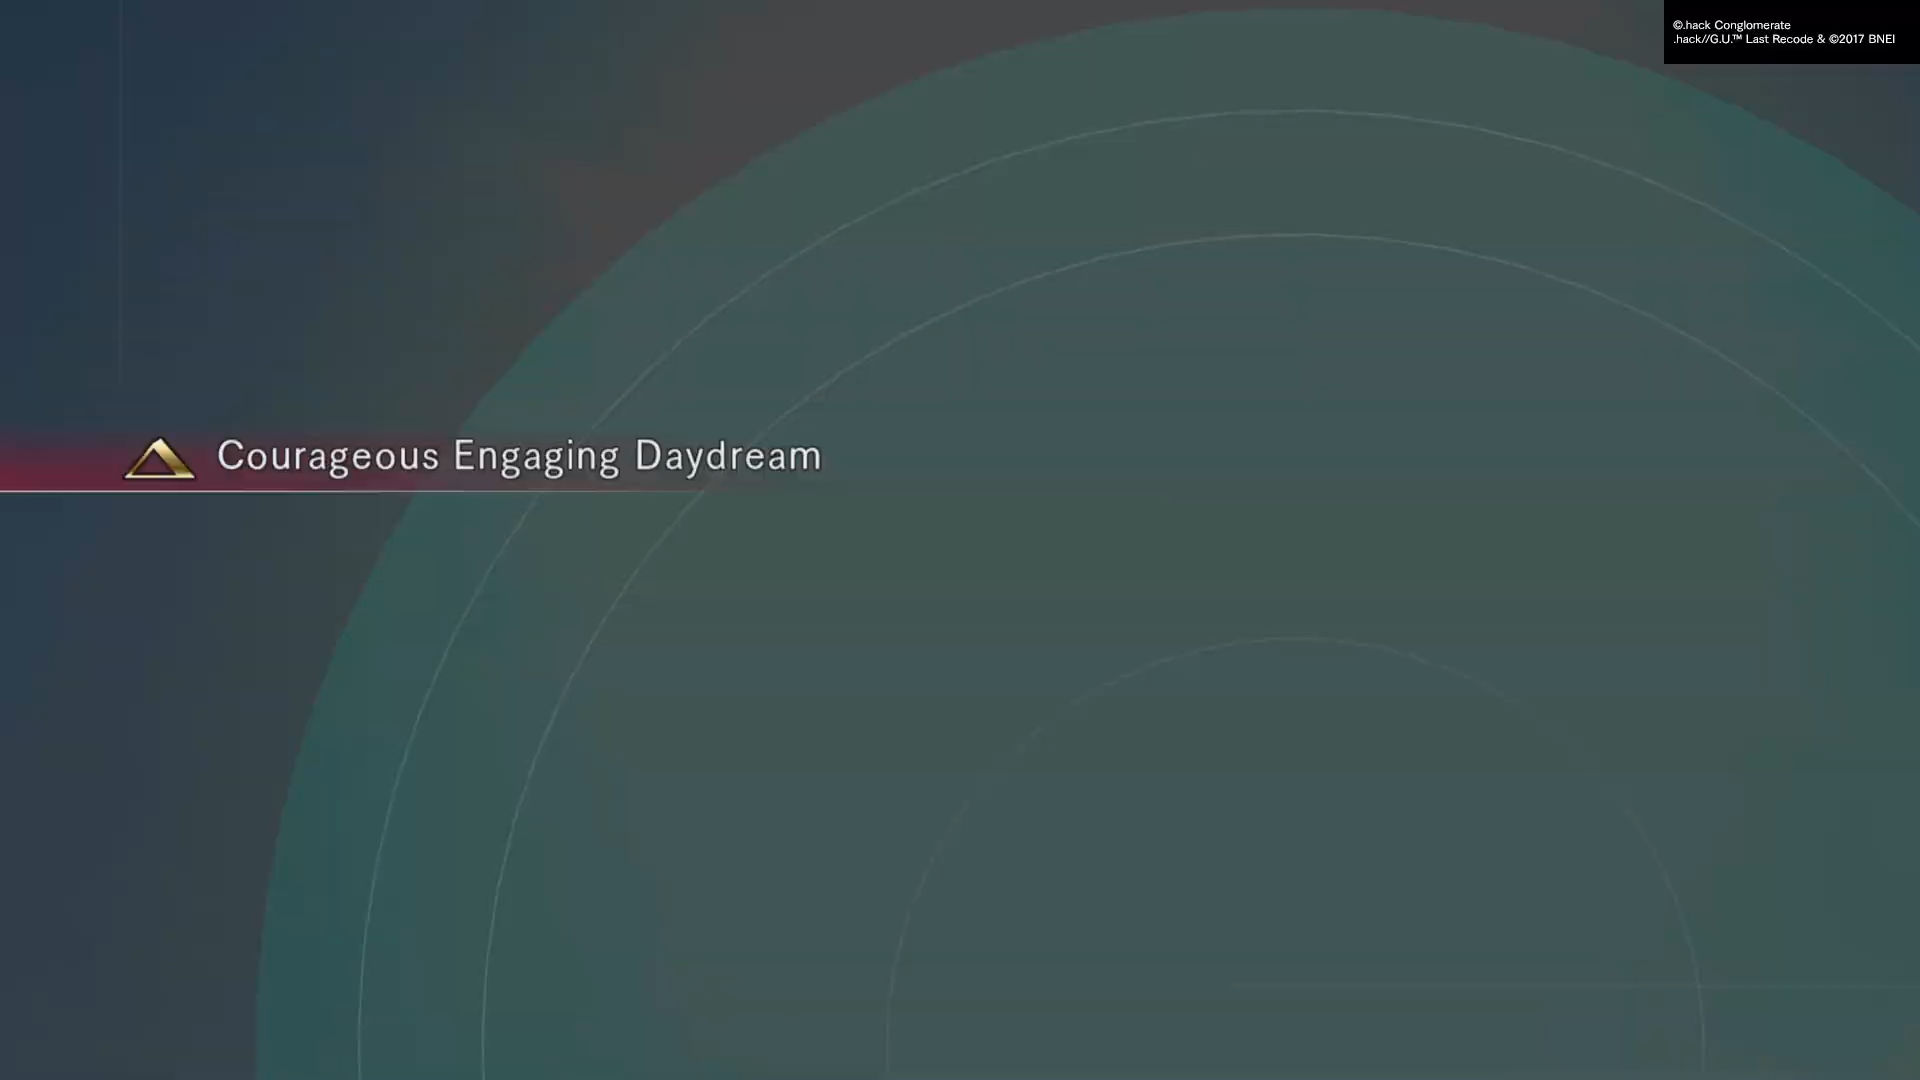 ©.hack Conglomerate
.hack//G.U.™ Last Recode & ©2017 BNEI
Courageous Engaging Daydream